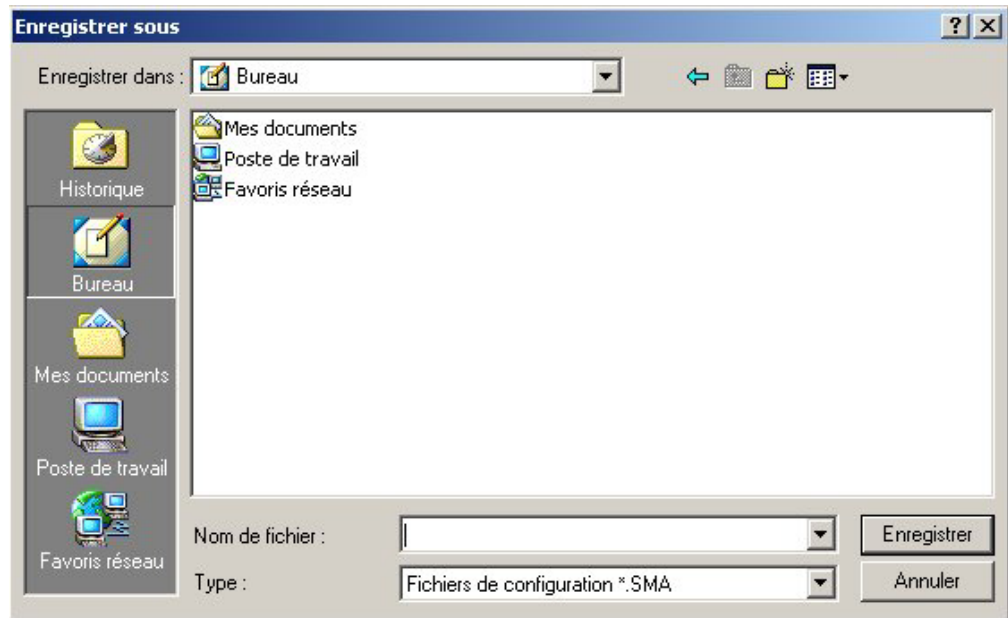 Enregistrer sous
Enregistrer dans : Bureau
Mes documents
Poste de travail
Favoris réseau
Historique
Bureau
Mes documents
Poste de travail
Favoris réseau
Nom de fichier : Enregistrer
Type : Fichiers de configuration *.SMA Annuler